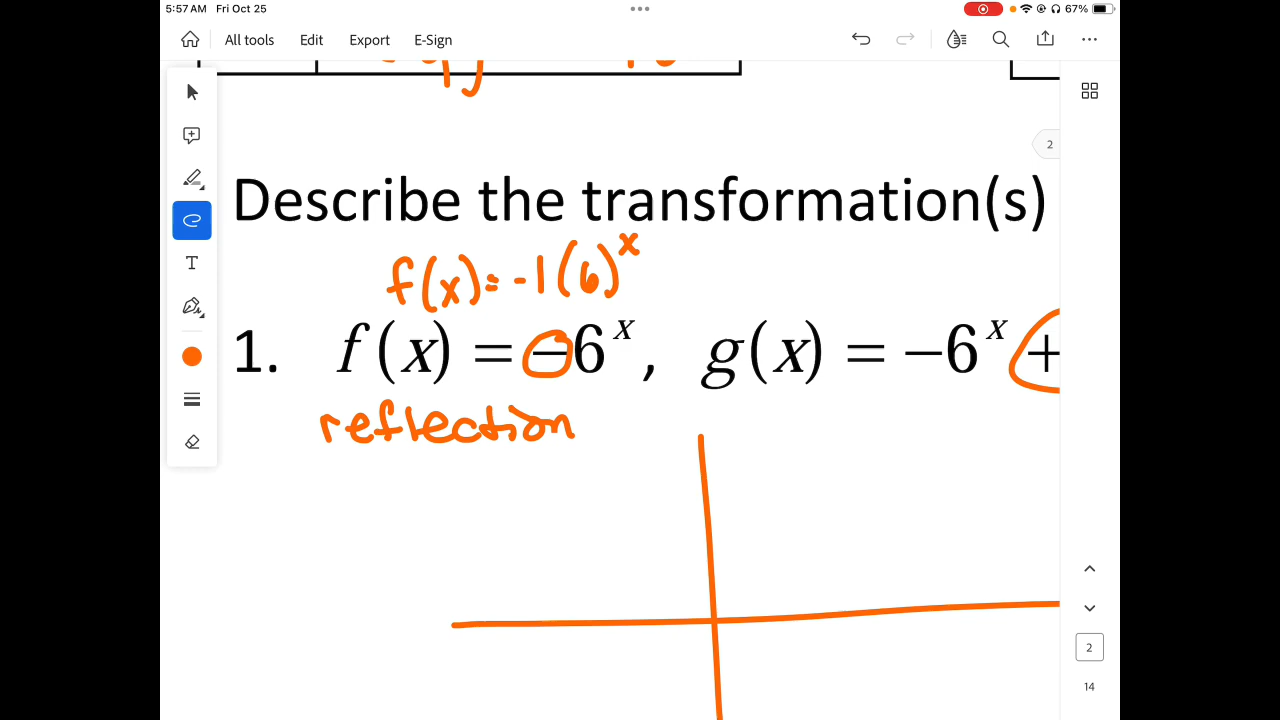 5:57 AM Fri Oct 25
67%
All tools Edit Export E-Sign
2
Describe the transformation(s)
f(x)=-1(6)^x
1. f(x) = −6^x, g(x) = −6^x +
reflection
T
2
14